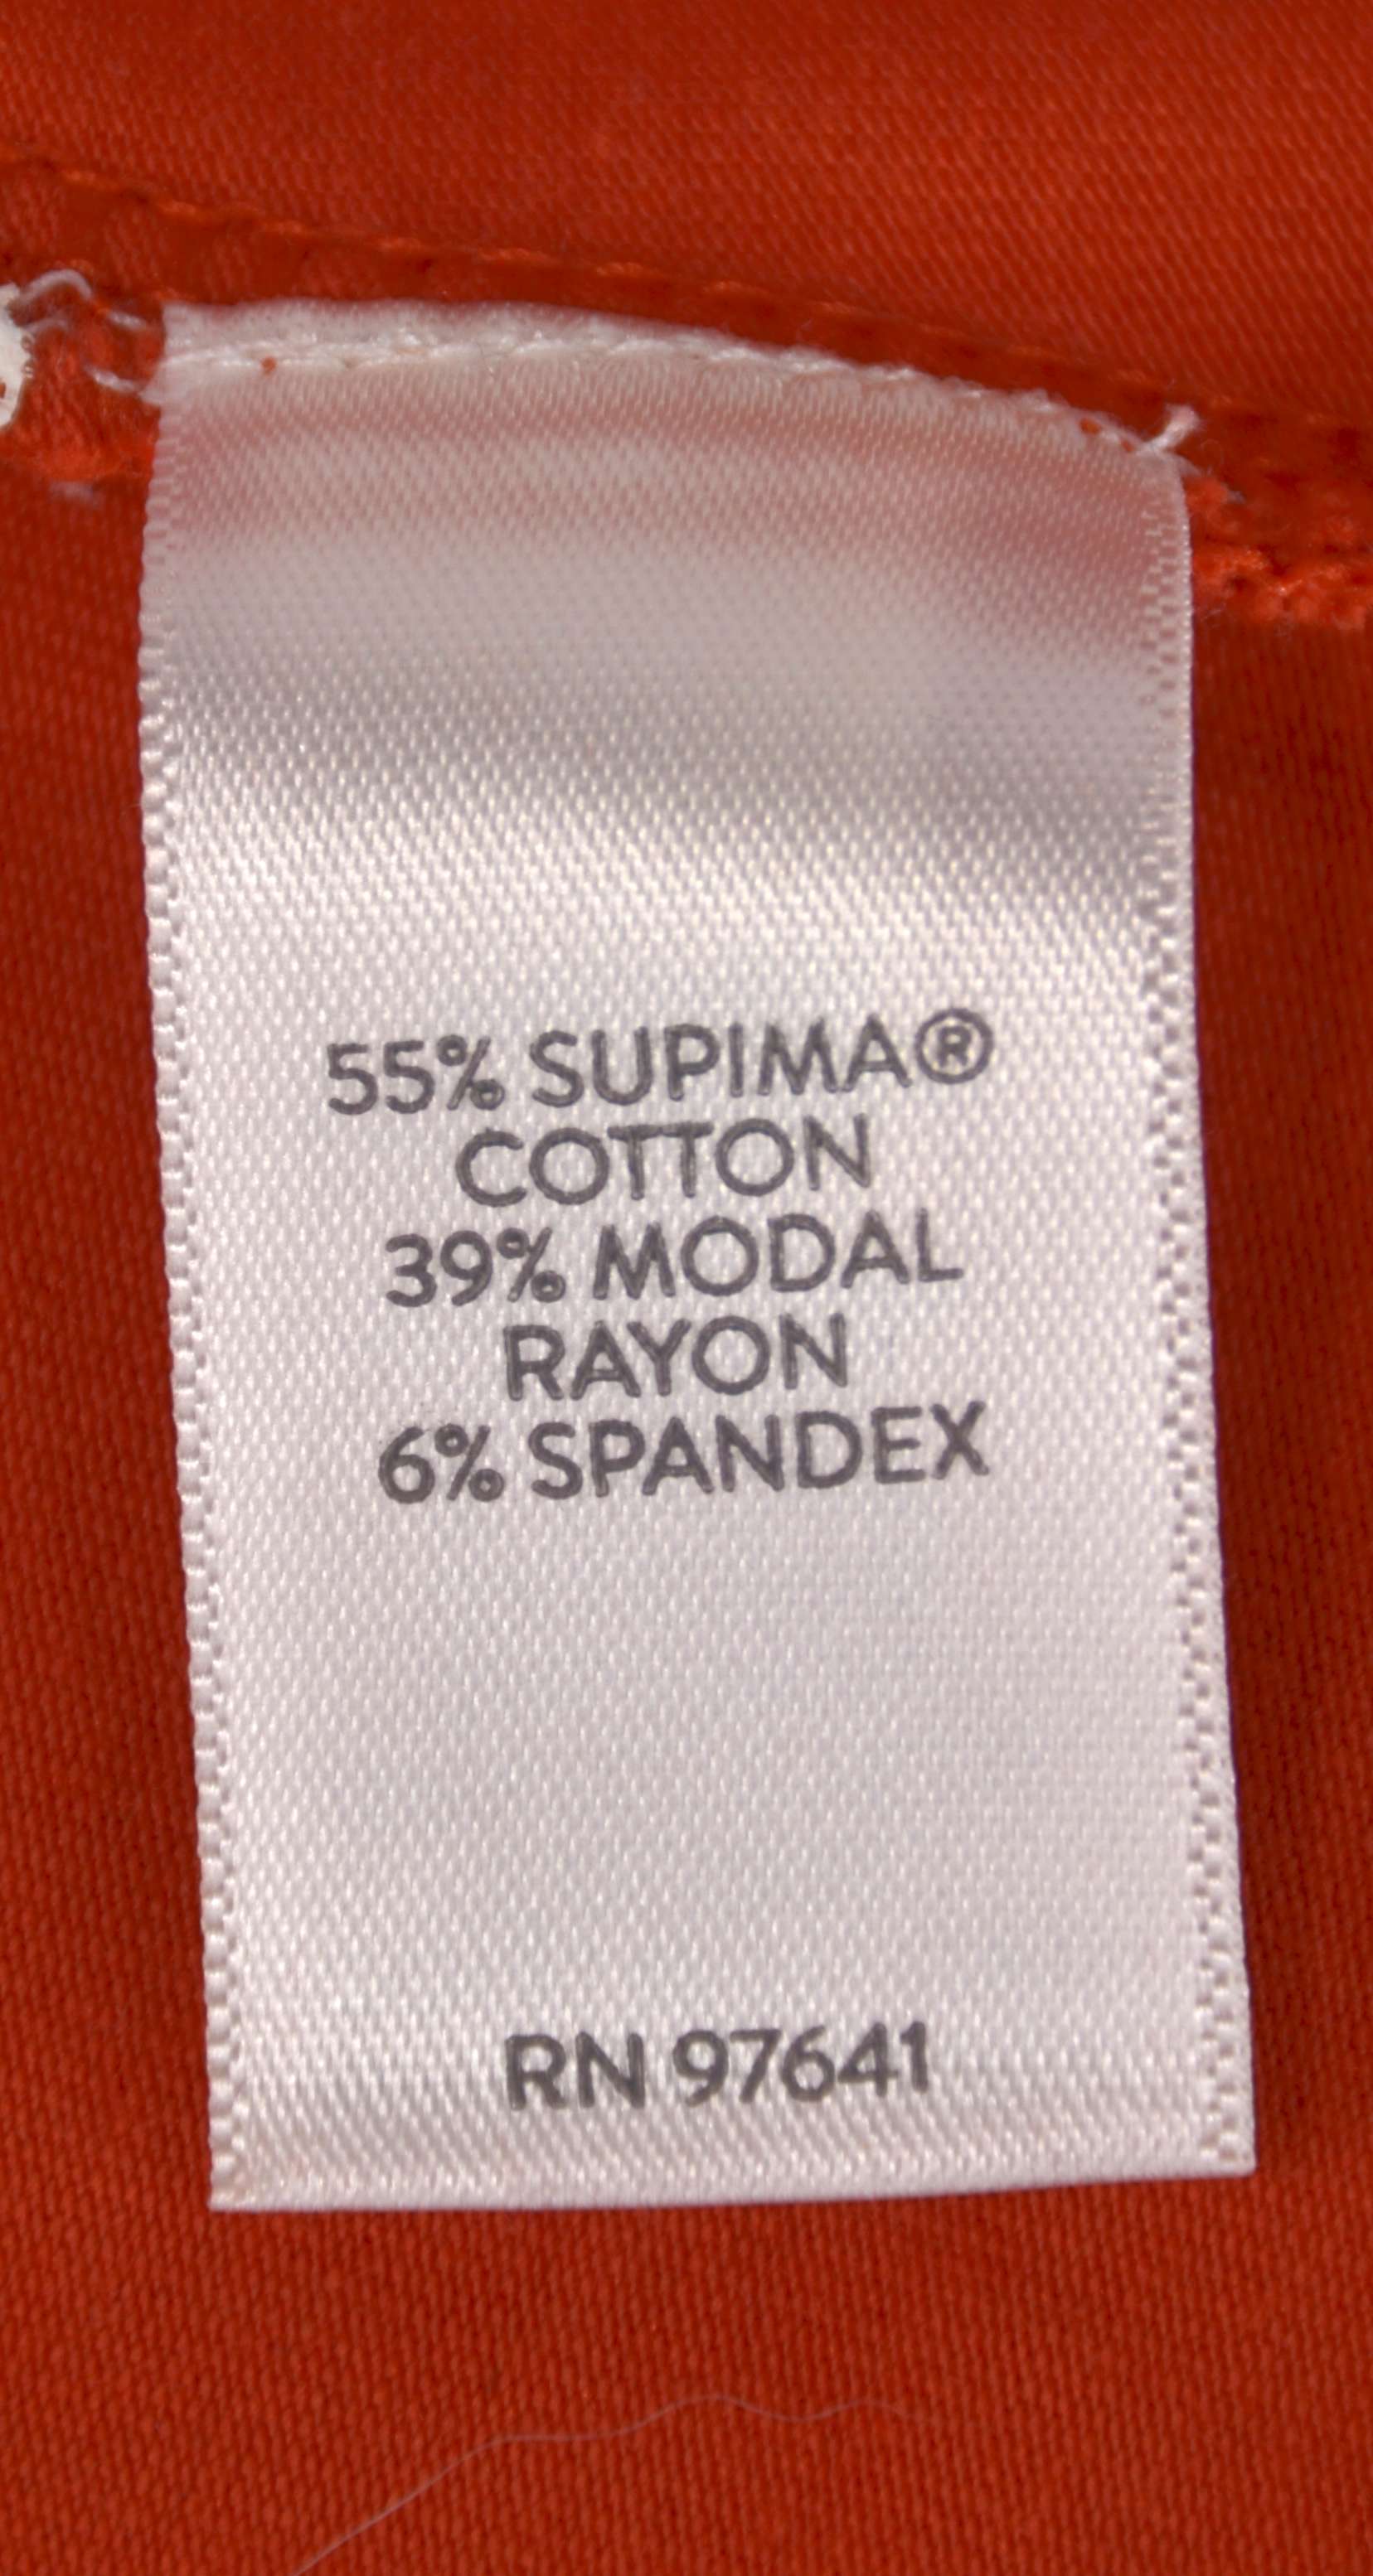 55% SUPIMA®
COTTON
39% MODAL
RAYON
6% SPANDEX
RN 97641